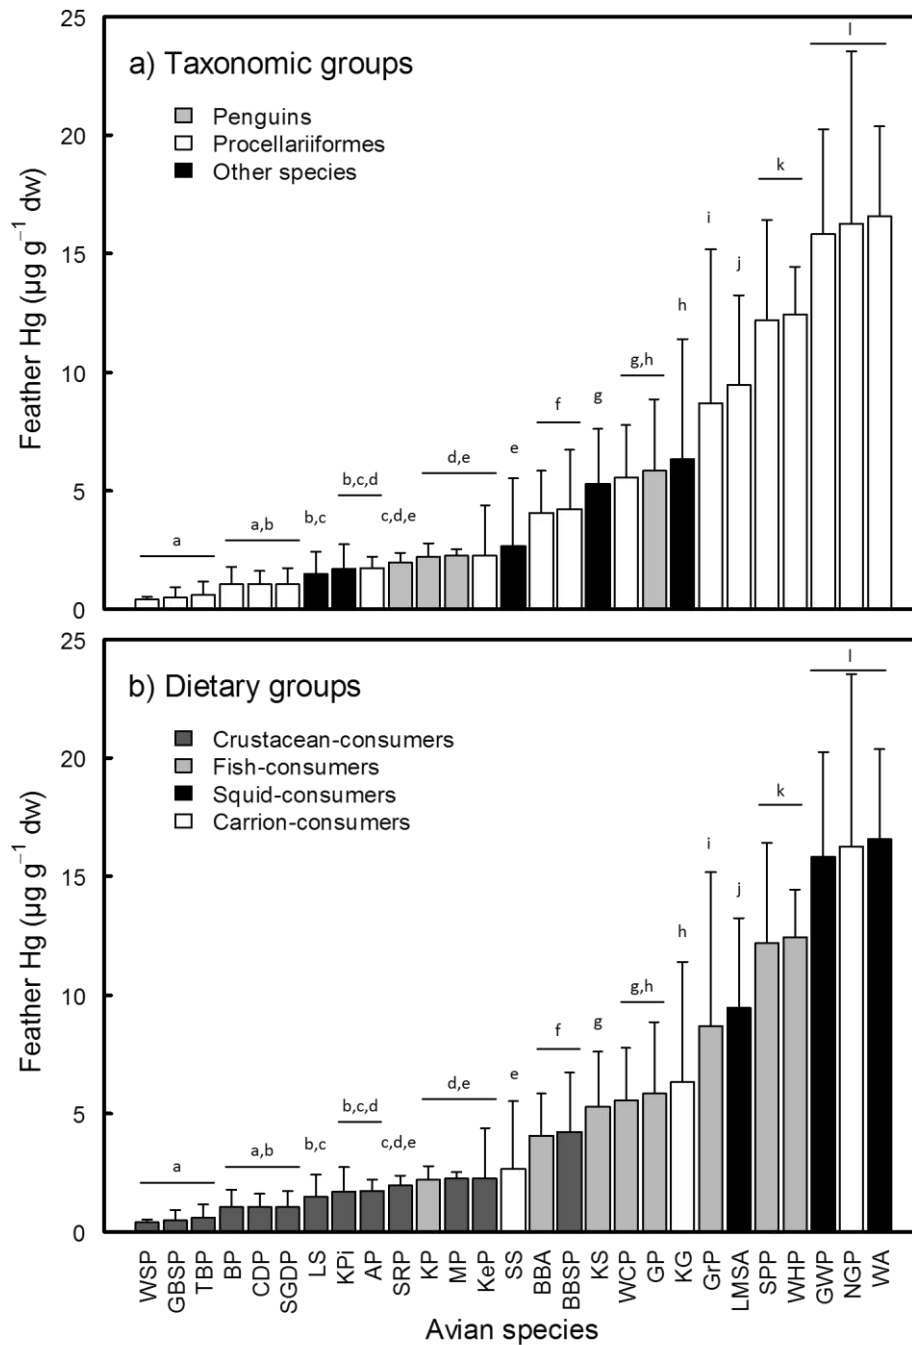 25
a) Taxonomic groups
Penguins
Procellariiformes
Other species
20
15
10
5
0
Feather Hg (µg g⁻¹ dw)
a
a,b
b,c
b,c,d
c,d,e
d,e
e
f
g
g,h
h
i
j
k
l
25
b) Dietary groups
Crustacean-consumers
Fish-consumers
Squid-consumers
Carrion-consumers
20
15
10
5
0
Feather Hg (µg g⁻¹ dw)
a
a,b
b,c
b,c,d
c,d,e
d,e
e
f
g
g,h
h
i
j
k
l
WSP
GBSP
TBP
BP
CDP
SGDP
LS
KPi
AP
SRP
KP
MP
KeP
SS
BBA
BBSP
KS
WCP
GP
KG
GrP
LMSA
SPP
WHP
GWP
NGP
WA
Avian species